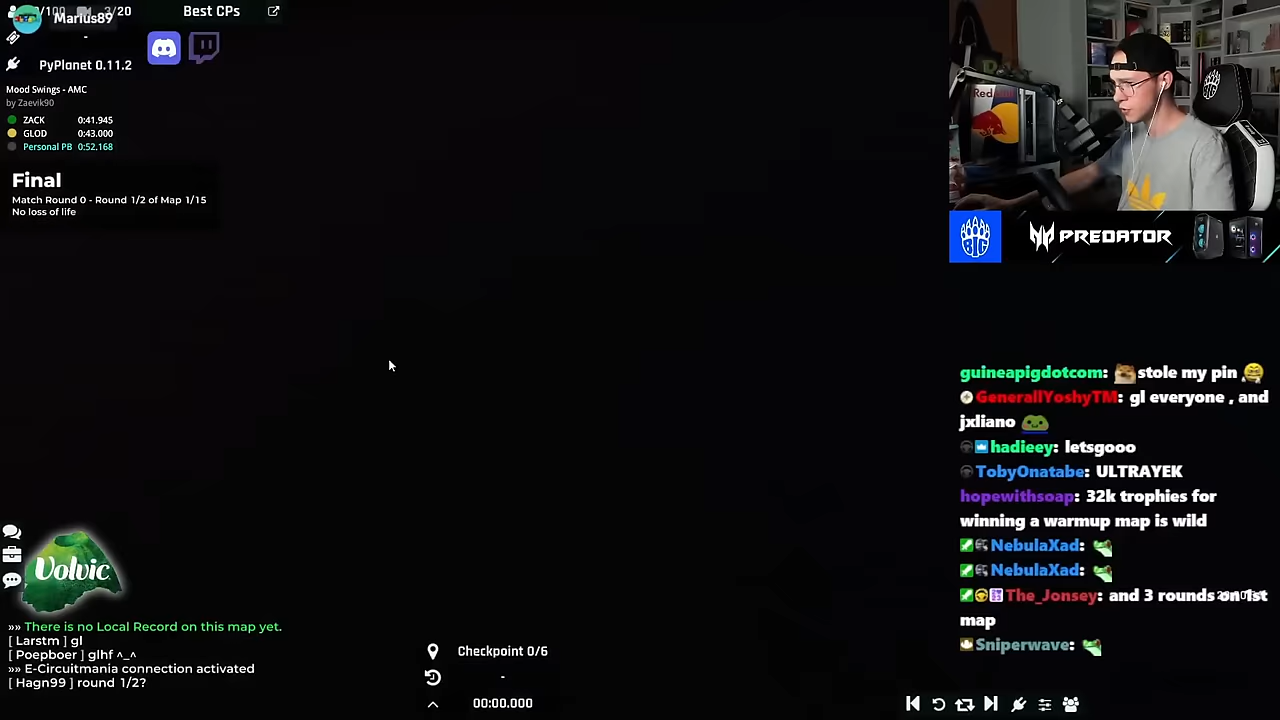 Marius89
/100
3/20
Best CPs
-
PyPlanet 0.11.2
Mood Swings - AMC
by Zaevik90
ZACK 0:41.945
GLOD 0:43.000
Personal PB 0:52.168
Final
Match Round 0 - Round 1/2 of Map 1/15
No loss of life
Red Bull
BIG
PREDATOR
guineapigdotcom: stole my pin
GenerallYoshyTM: gl everyone , and
jxliano
hadieey: letsgooo
TobyOnatabe: ULTRAYEK
hopewithsoap: 32k trophies for
winning a warmup map is wild
NebulaXad:
NebulaXad:
The_Jonsey: and 3 rounds on 1st
map
Sniperwave:
Volvic
»» There is no Local Record on this map yet.
[ Larstm ] gl
[ Poepboer ] glhf ^_^
»» E-Circuitmania connection activated
[ Hagn99 ] round 1/2?
Checkpoint 0/6
-
00:00.000